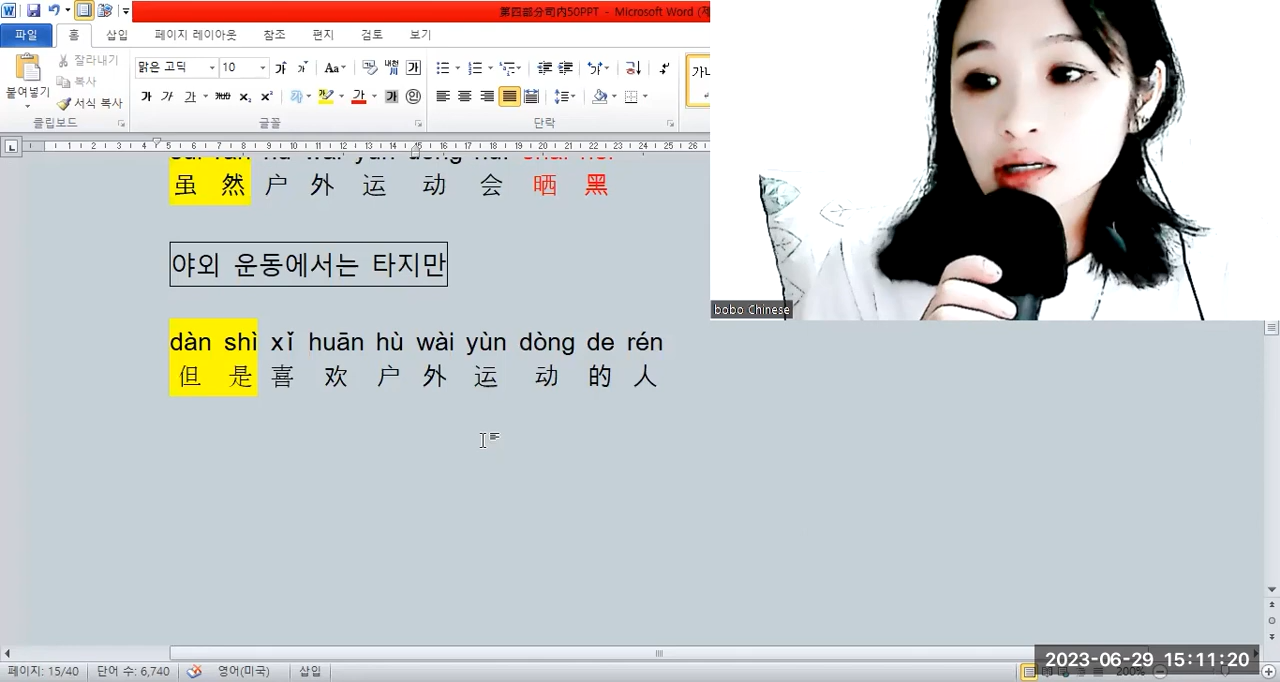 第四部分司内50PPT - Microsoft Word
파일 홈 삽입 페이지 레이아웃 참조 편지 검토 보기
잘라내기
복사
서식 복사
붙여넣기
맑은 고딕 10
클립보드 글꼴 단락
虽 然 户 外 运 动 会 晒 黑
야외 운동에서는 타지만
dàn shì xǐ huān hù wài yùn dòng de rén
但 是 喜 欢 户 外 运 动 的 人
bobo Chinese
2023-06-29 15:11:20
페이지: 15/40 단어 수: 6,740 영어(미국) 삽입 200%